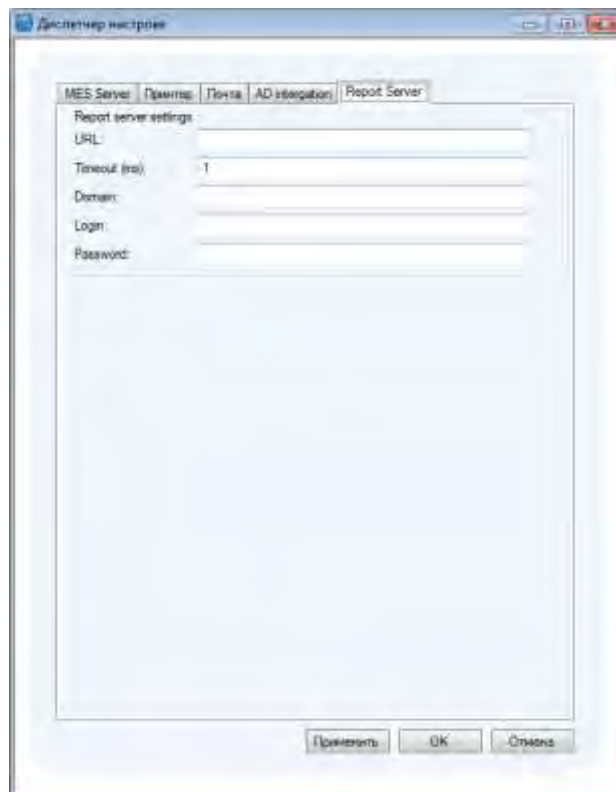 Диспетчер настроек
MES Server Принтер Почта AD intergation Report Server
Report server settings
URL:
Timeout (ms): 1
Domain:
Login:
Password:
Применить OK Отмена